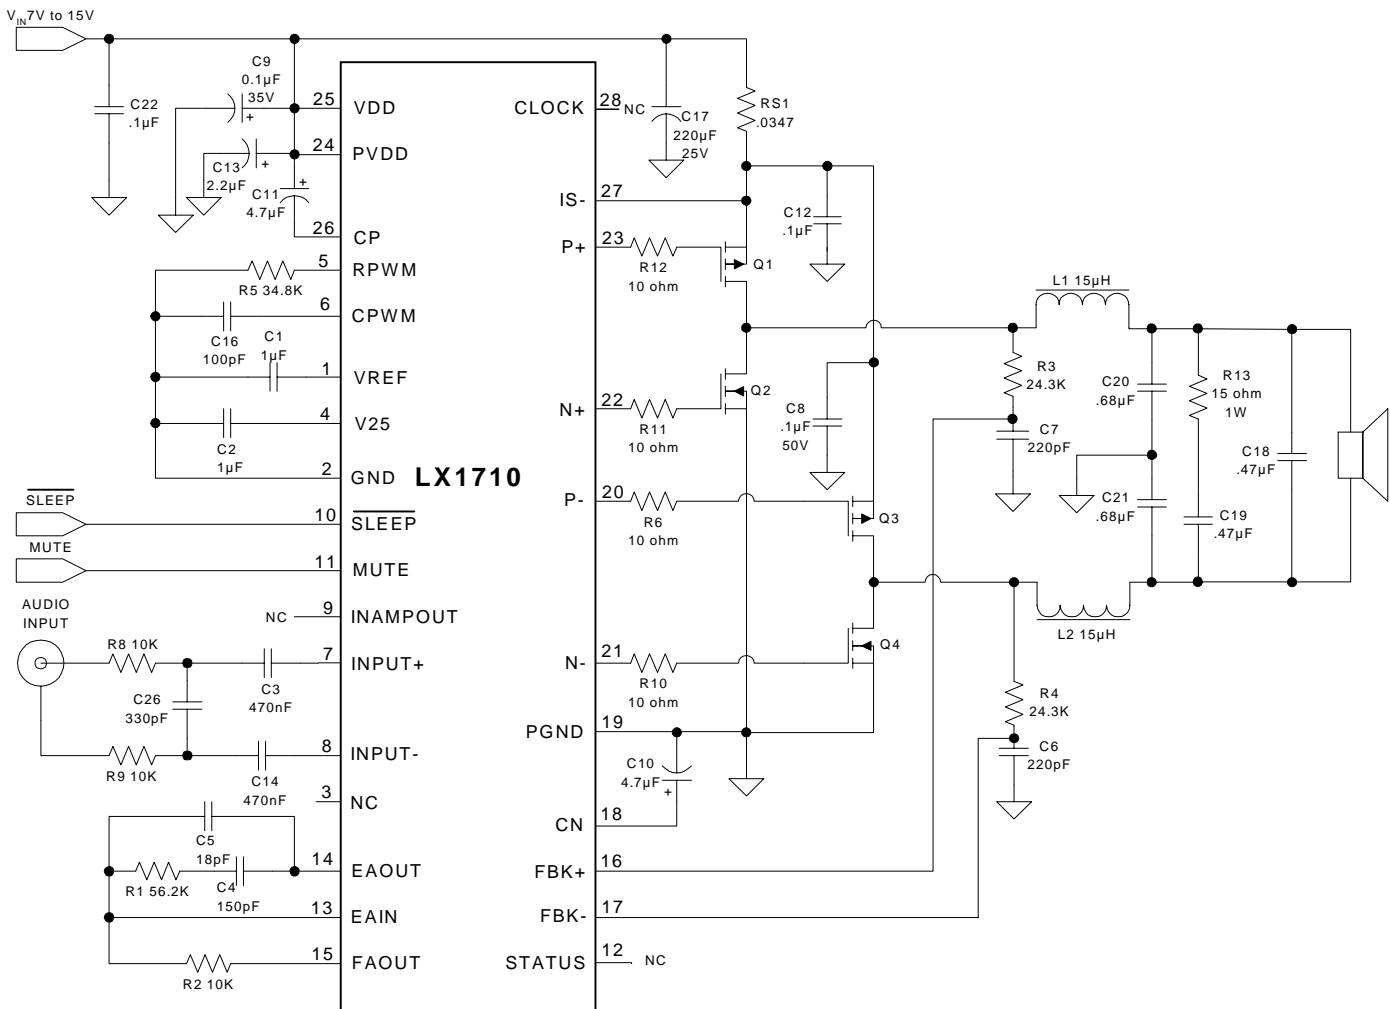 VIN 7V to 15V
C22
.1µF
C9
0.1µF
35V
+
C13
2.2µF
+
C11
4.7µF
+
25
VDD
24
PVDD
26
CP
5
RPWM
R5 34.8K
6
CPWM
C16
100pF
C1
1µF
1
VREF
4
V25
C2
1µF
2
GND
LX1710
SLEEP
10
SLEEP
MUTE
11
MUTE
AUDIO
INPUT
NC
9
INAMPOUT
R8 10K
7
INPUT+
C3
470nF
C26
330pF
R9 10K
8
INPUT-
C14
470nF
3
NC
C5
18pF
14
EAOUT
R1 56.2K
C4
150pF
13
EAIN
15
FAOUT
R2 10K
CLOCK
28
NC
C17
220µF
25V
RS1
.0347
IS-
27
C12
.1µF
P+
23
R12
10 ohm
Q1
N+
22
R11
10 ohm
Q2
C8
.1µF
50V
P-
20
R6
10 ohm
Q3
N-
21
R10
10 ohm
Q4
PGND
19
C10
4.7µF
+
CN
18
FBK+
16
FBK-
17
STATUS
12
NC
L1 15µH
R3
24.3K
C7
220pF
C20
.68µF
R13
15 ohm
1W
C18
.47µF
C21
.68µF
C19
.47µF
L2 15µH
R4
24.3K
C6
220pF